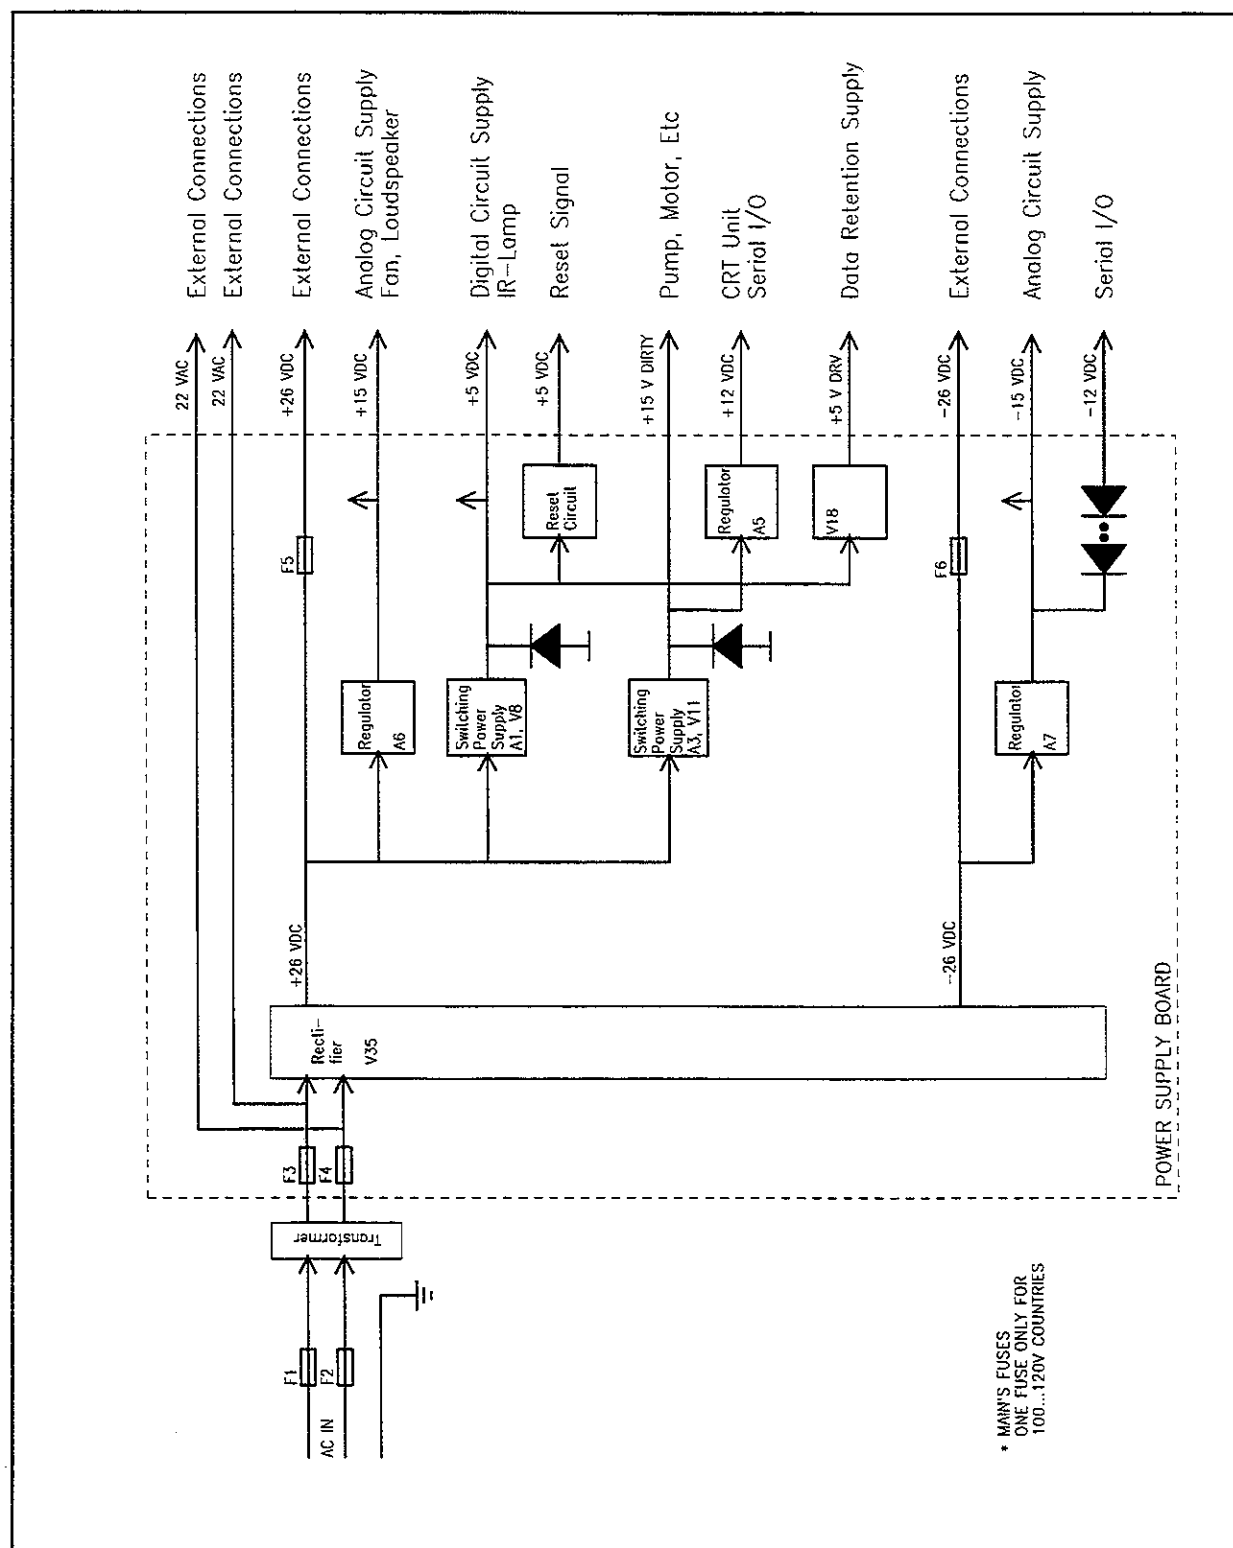 22 VAC
External Connections
22 VAC
External Connections
F1
F2
AC IN
Transformer
F3
F4
Recti-
fier
V35
+26 VDC
F5
+26 VDC
External Connections
Regulator
A6
+15 VDC
Analog Circuit Supply
Fan, Loudspeaker
Switching
Power
Supply
A1, V8
+5 VDC
Digital Circuit Supply
IR-Lamp
Reset
Circuit
+5 VDC
Reset Signal
Switching
Power
Supply
A3, V11
+15 V DIRTY
Pump, Motor, Etc
Regulator
A5
+12 VDC
CRT Unit
Serial I/O
V18
+5 V DRV
Data Retention Supply
-26 VDC
F6
-26 VDC
External Connections
Regulator
A7
-15 VDC
Analog Circuit Supply
-12 VDC
Serial I/O
POWER SUPPLY BOARD
* MAIN'S FUSES
ONE FUSE ONLY FOR
100...120V COUNTRIES